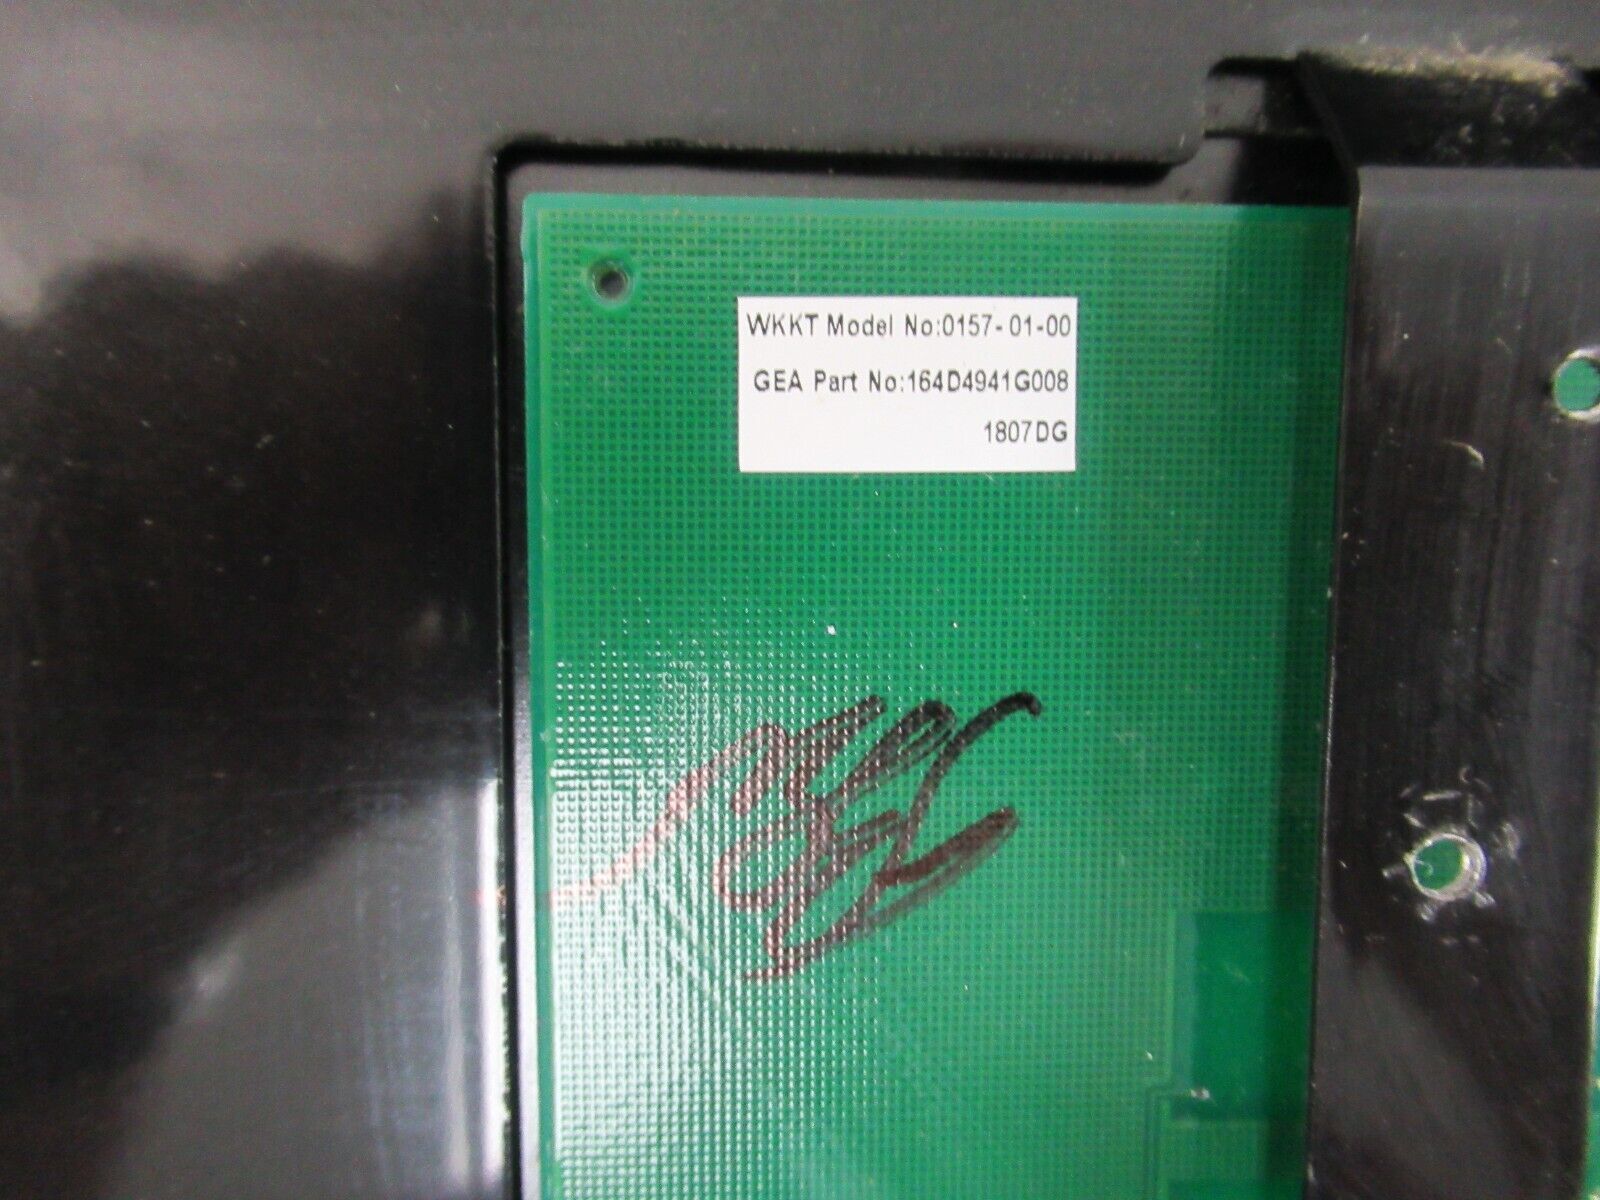 WKKT Model No:0157-01-00
GEA Part No:164D4941G008
1807DG